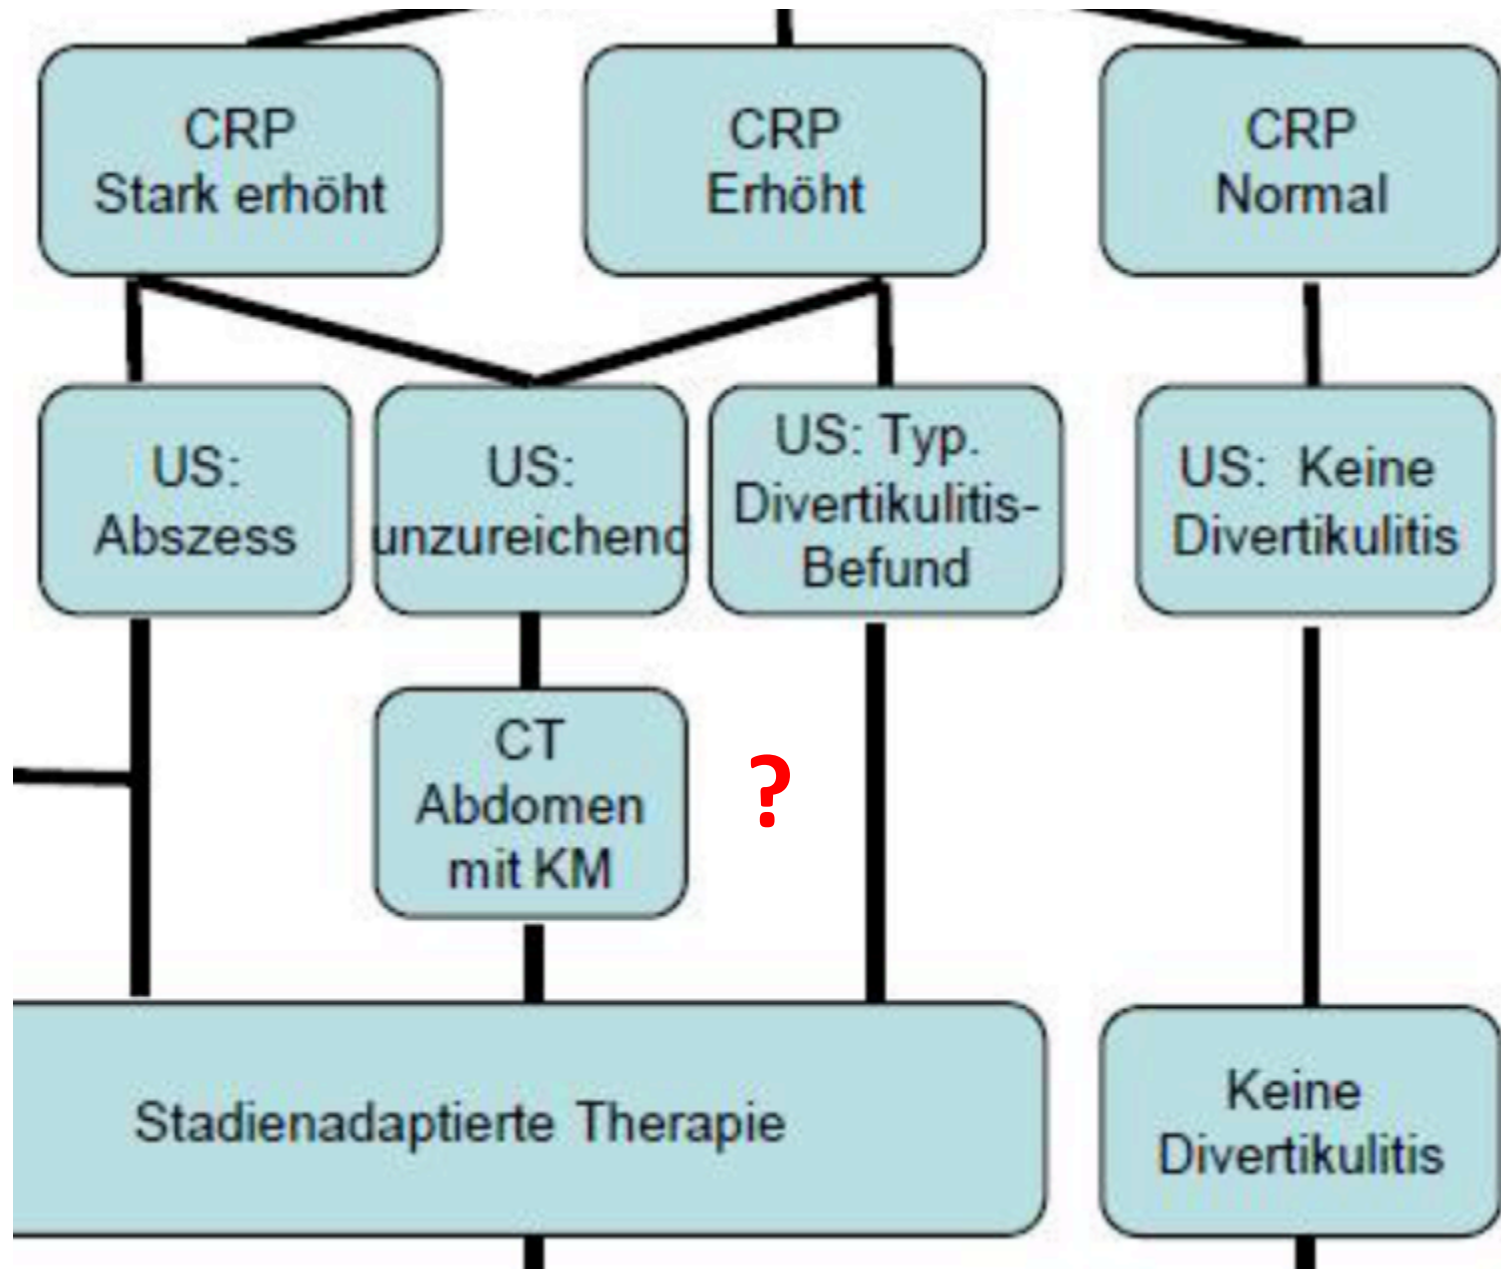 CRP
Stark erhöht
CRP
Erhöht
CRP
Normal
US:
Abszess
US:
unzureichend
US: Typ.
Divertikulitis-
Befund
US: Keine
Divertikulitis
CT
Abdomen
mit KM
?
Stadienadaptierte Therapie
Keine
Divertikulitis